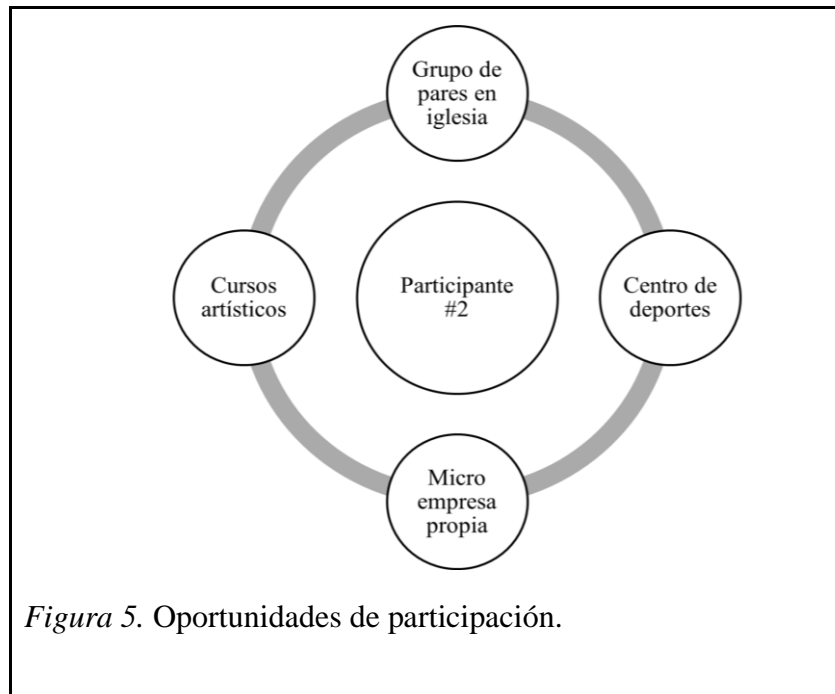 Grupo de
pares en
iglesia
Cursos
artísticos
Participante
#2
Centro de
deportes
Micro
empresa
propia
Figura 5. Oportunidades de participación.